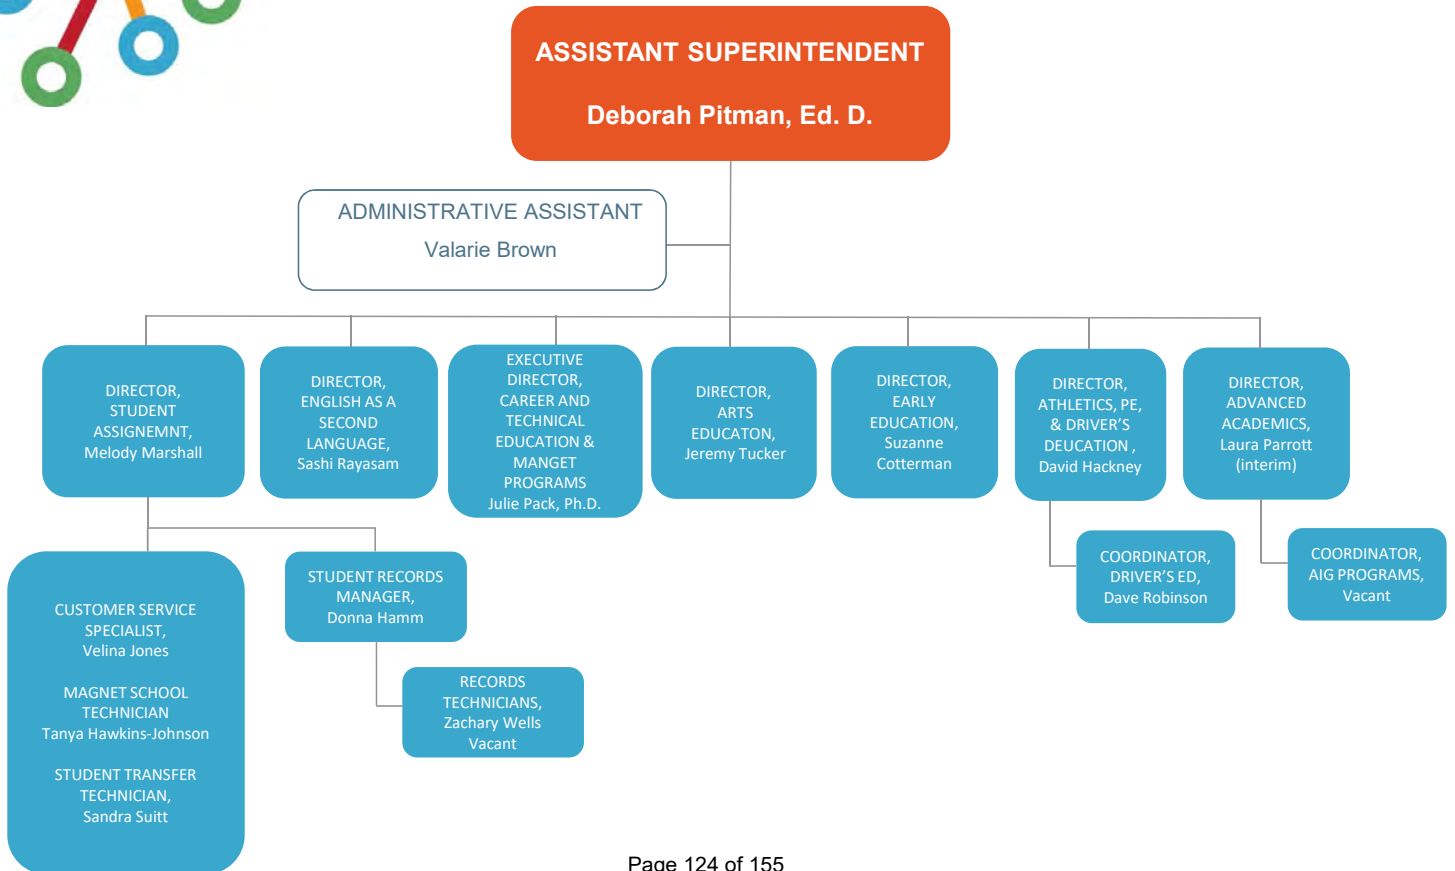 ASSISTANT SUPERINTENDENT
Deborah Pitman, Ed. D.
ADMINISTRATIVE ASSISTANT
Valarie Brown
DIRECTOR,
STUDENT
ASSIGNEMNT,
Melody Marshall
DIRECTOR,
ENGLISH AS A
SECOND
LANGUAGE,
Sashi Rayasam
EXECUTIVE
DIRECTOR,
CAREER AND
TECHNICAL
EDUCATION &
MANGET
PROGRAMS
Julie Pack, Ph.D.
DIRECTOR,
ARTS
EDUCATON,
Jeremy Tucker
DIRECTOR,
EARLY
EDUCATION,
Suzanne
Cotterman
DIRECTOR,
ATHLETICS, PE,
& DRIVER’S
DEUCATION ,
David Hackney
DIRECTOR,
ADVANCED
ACADEMICS,
Laura Parrott
(interim)
CUSTOMER SERVICE
SPECIALIST,
Velina Jones
MAGNET SCHOOL
TECHNICIAN
Tanya Hawkins-Johnson
STUDENT TRANSFER
TECHNICIAN,
Sandra Suitt
STUDENT RECORDS
MANAGER,
Donna Hamm
RECORDS
TECHNICIANS,
Zachary Wells
Vacant
COORDINATOR,
DRIVER’S ED,
Dave Robinson
COORDINATOR,
AIG PROGRAMS,
Vacant
Page 124 of 155